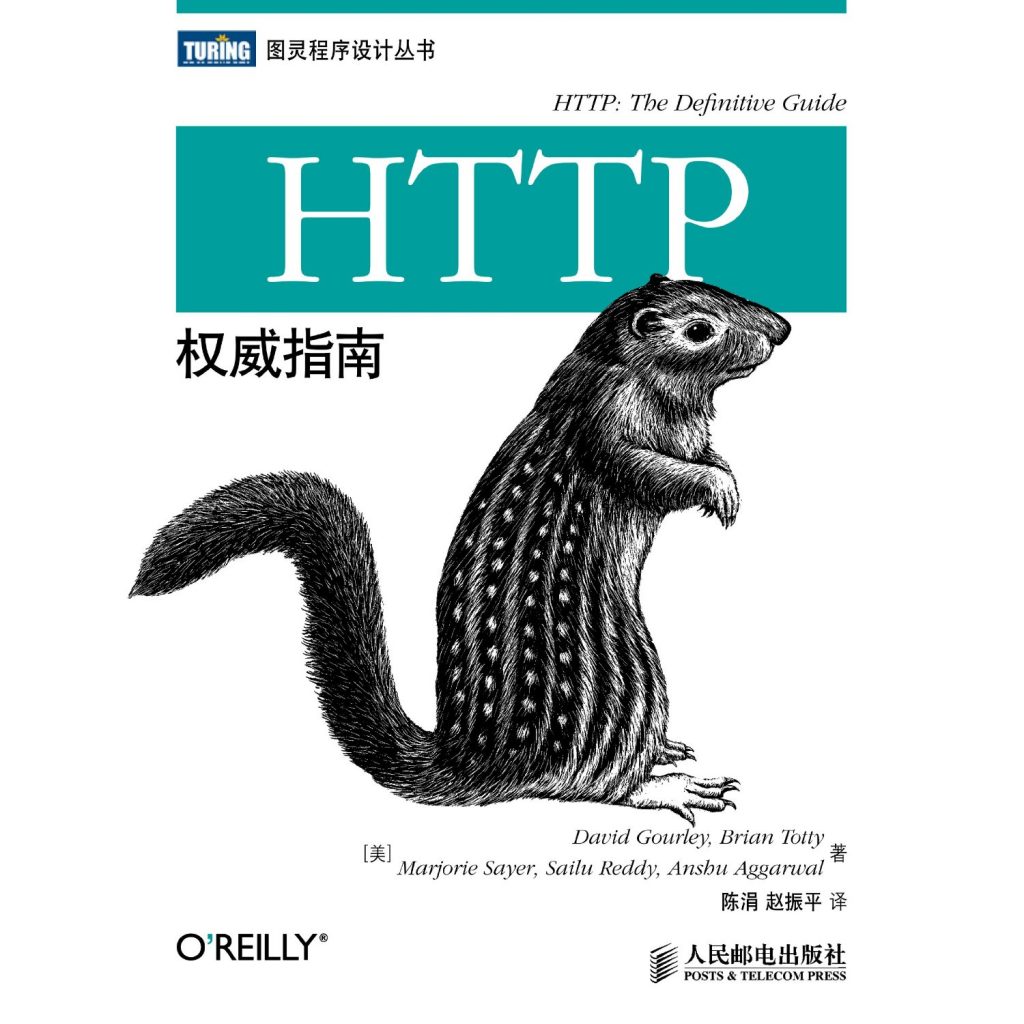 TURING 图灵程序设计丛书
HTTP: The Definitive Guide
HTTP
权威指南
David Gourley, Brian Totty
[美] 著
Marjorie Sayer, Sailu Reddy, Anshu Aggarwal
陈涓 赵振平 译
O'REILLY®
人民邮电出版社
POSTS & TELECOM PRESS